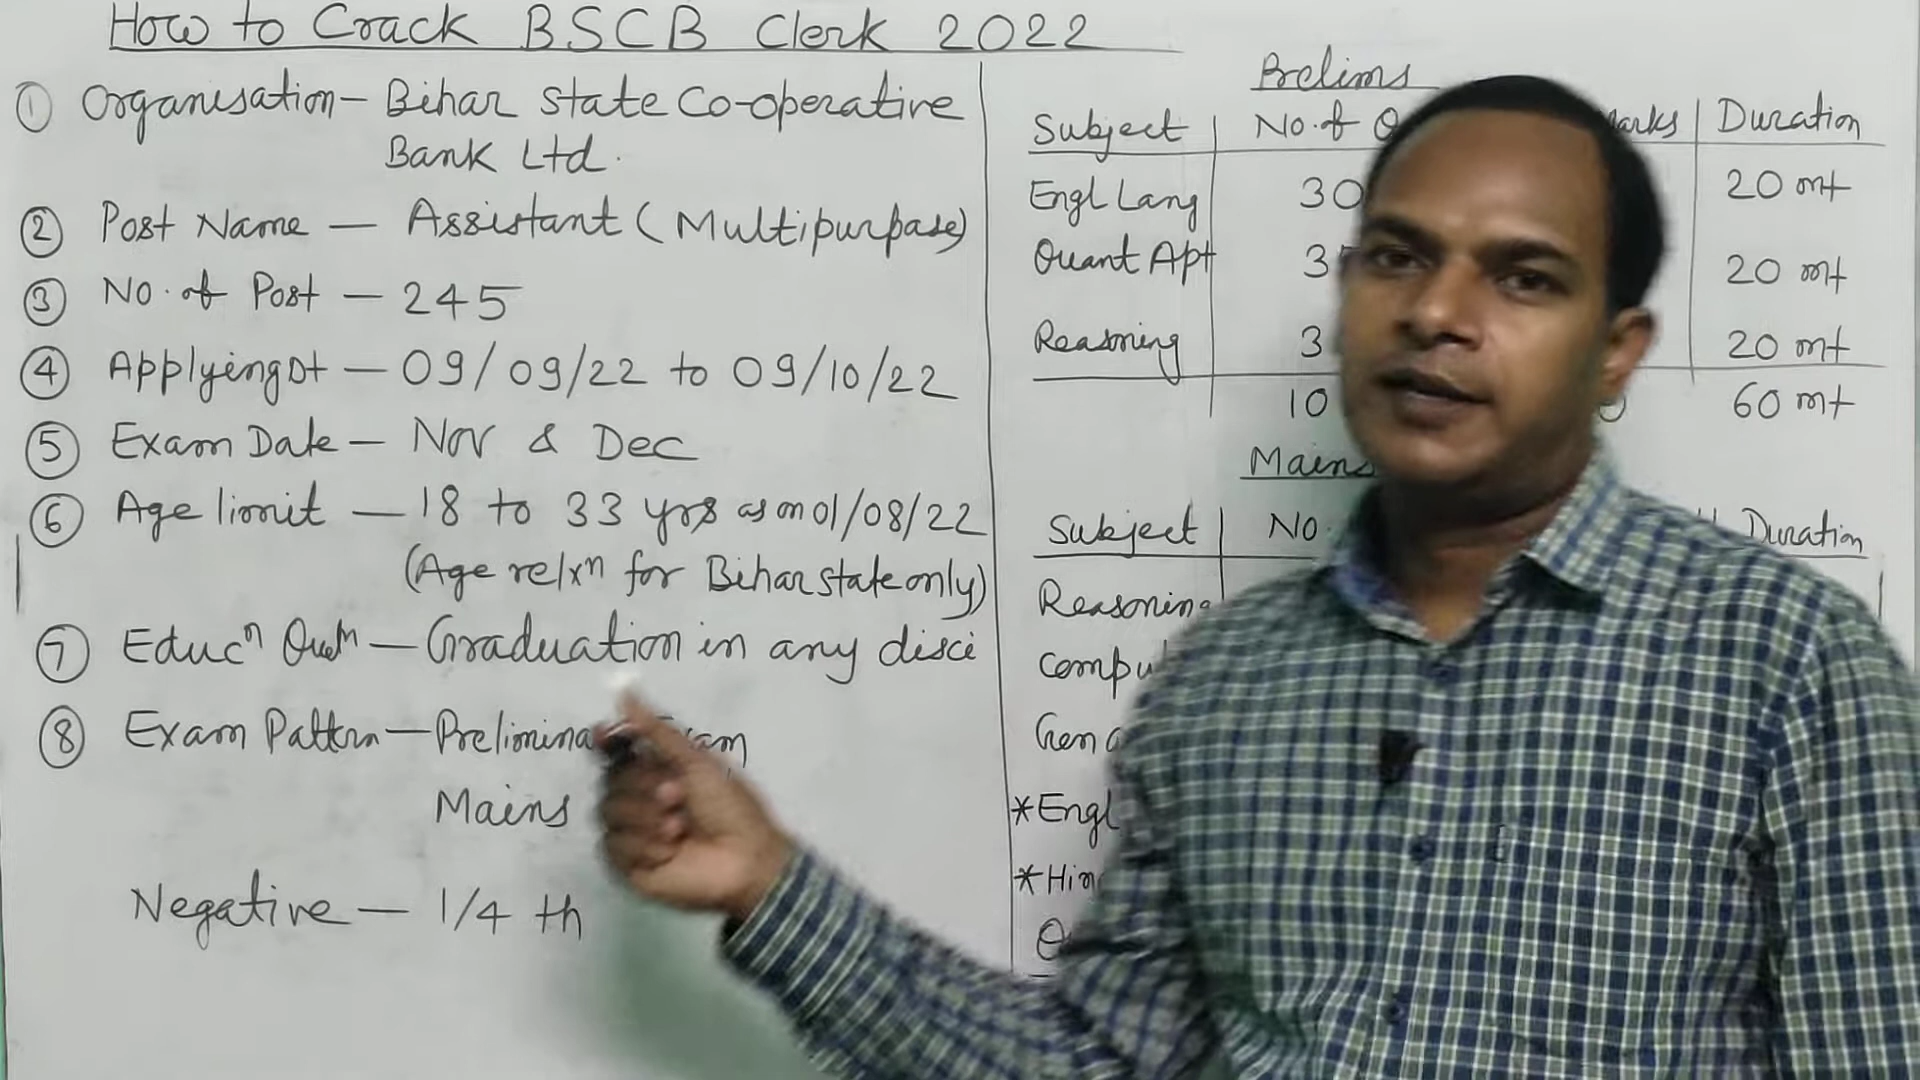 How to Crack BSCB Clerk 2022
① Organisation - Bihar State Co-operative
Bank Ltd.
② Post Name - Assistant (Multipurpase)
③ No. of Post - 245
④ Applying Dt - 09/09/22 to 09/10/22
⑤ Exam Date - Nov & Dec
⑥ Age limit - 18 to 33 yrs as on 01/08/22
(Age relxⁿ for Bihar state only)
⑦ Educⁿ - Graduation in any disci
⑧ Exam Pattern - Prelimina
Mains
Negative - 1/4 th
Prelims
Subject No. of Duration
Engl Lang 30 20 mt
Quant Apt 3 20 mt
Reasoning 3 20 mt
10 60 mt
Mains
Subject No. Duration
Reasoning
Compu
Gen
*Engl
*Hin